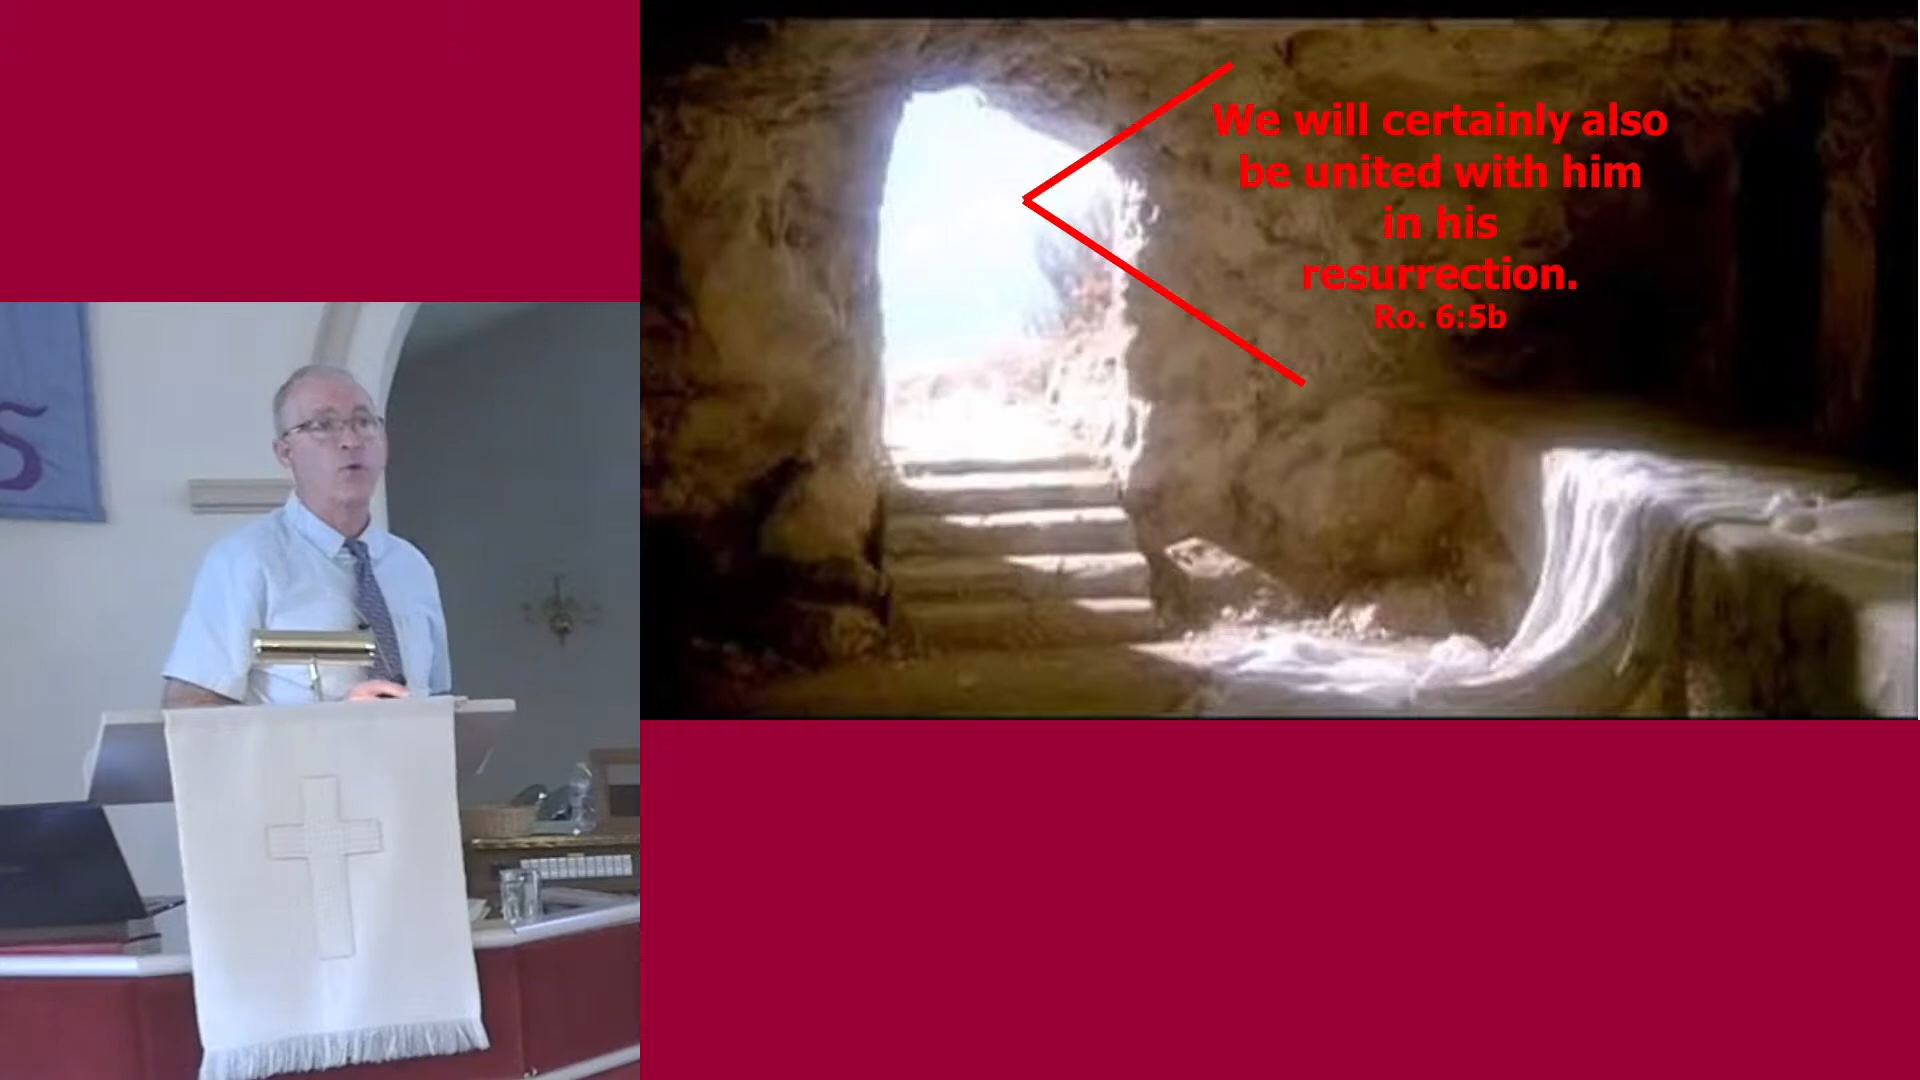 We will certainly also
be united with him
in his
resurrection.
Ro. 6:5b